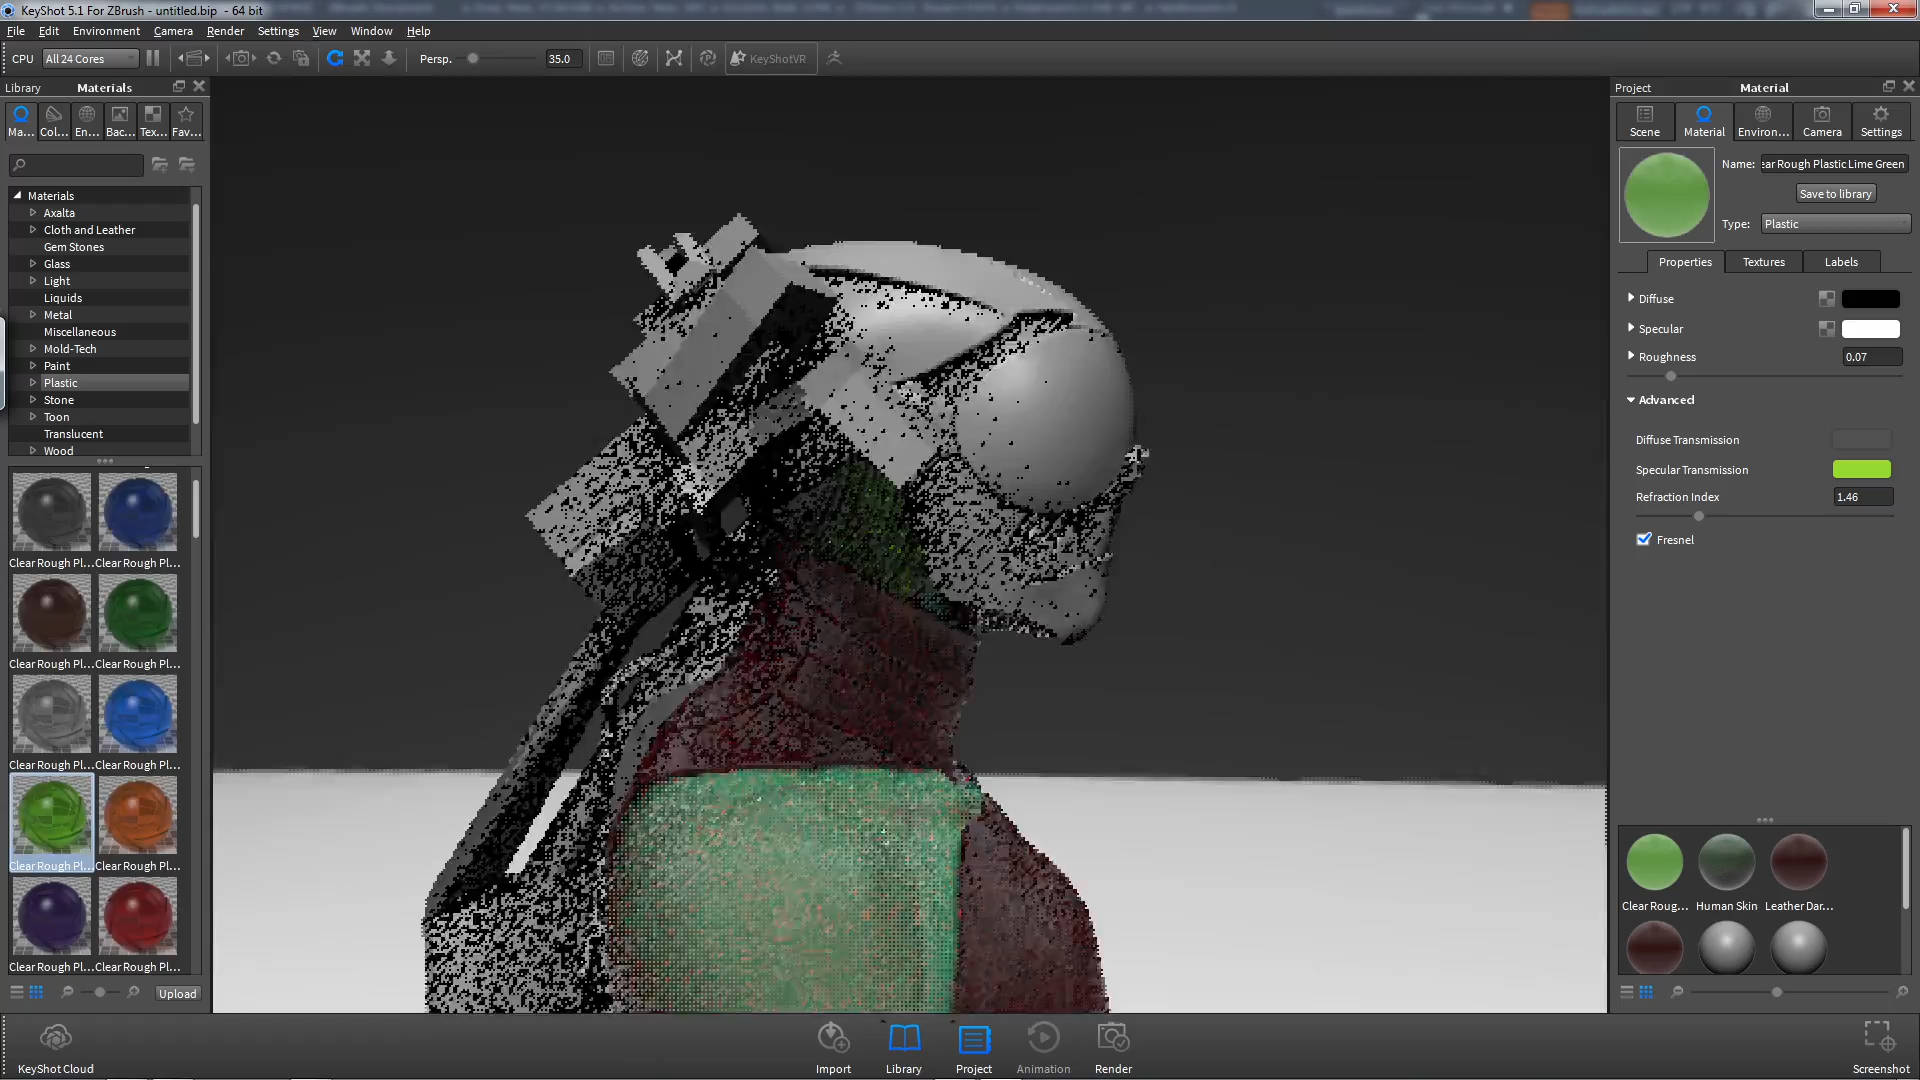 KeyShot 5.1 For ZBrush - untitled.bip - 64 bit
File Edit Environment Camera Render Settings View Window Help
CPU All 24 Cores Persp. 35.0 KeyShotVR
Library Materials
Ma... Col... En... Bac... Tex... Fav...
Materials
Axalta
Cloth and Leather
Gem Stones
Glass
Light
Liquids
Metal
Miscellaneous
Mold-Tech
Paint
Plastic
Stone
Toon
Translucent
Wood
Clear Rough Pl... Clear Rough Pl...
Clear Rough Pl... Clear Rough Pl...
Clear Rough Pl... Clear Rough Pl...
Clear Rough Pl... Clear Rough Pl...
Clear Rough Pl... Clear Rough Pl...
Upload
Project Material
Scene Material Environ... Camera Settings
Name: ear Rough Plastic Lime Green
Save to library
Type: Plastic
Properties Textures Labels
Diffuse
Specular
Roughness 0.07
Advanced
Diffuse Transmission
Specular Transmission
Refraction Index 1.46
Fresnel
Clear Roug... Human Skin Leather Dar...
KeyShot Cloud Import Library Project Animation Render Screenshot